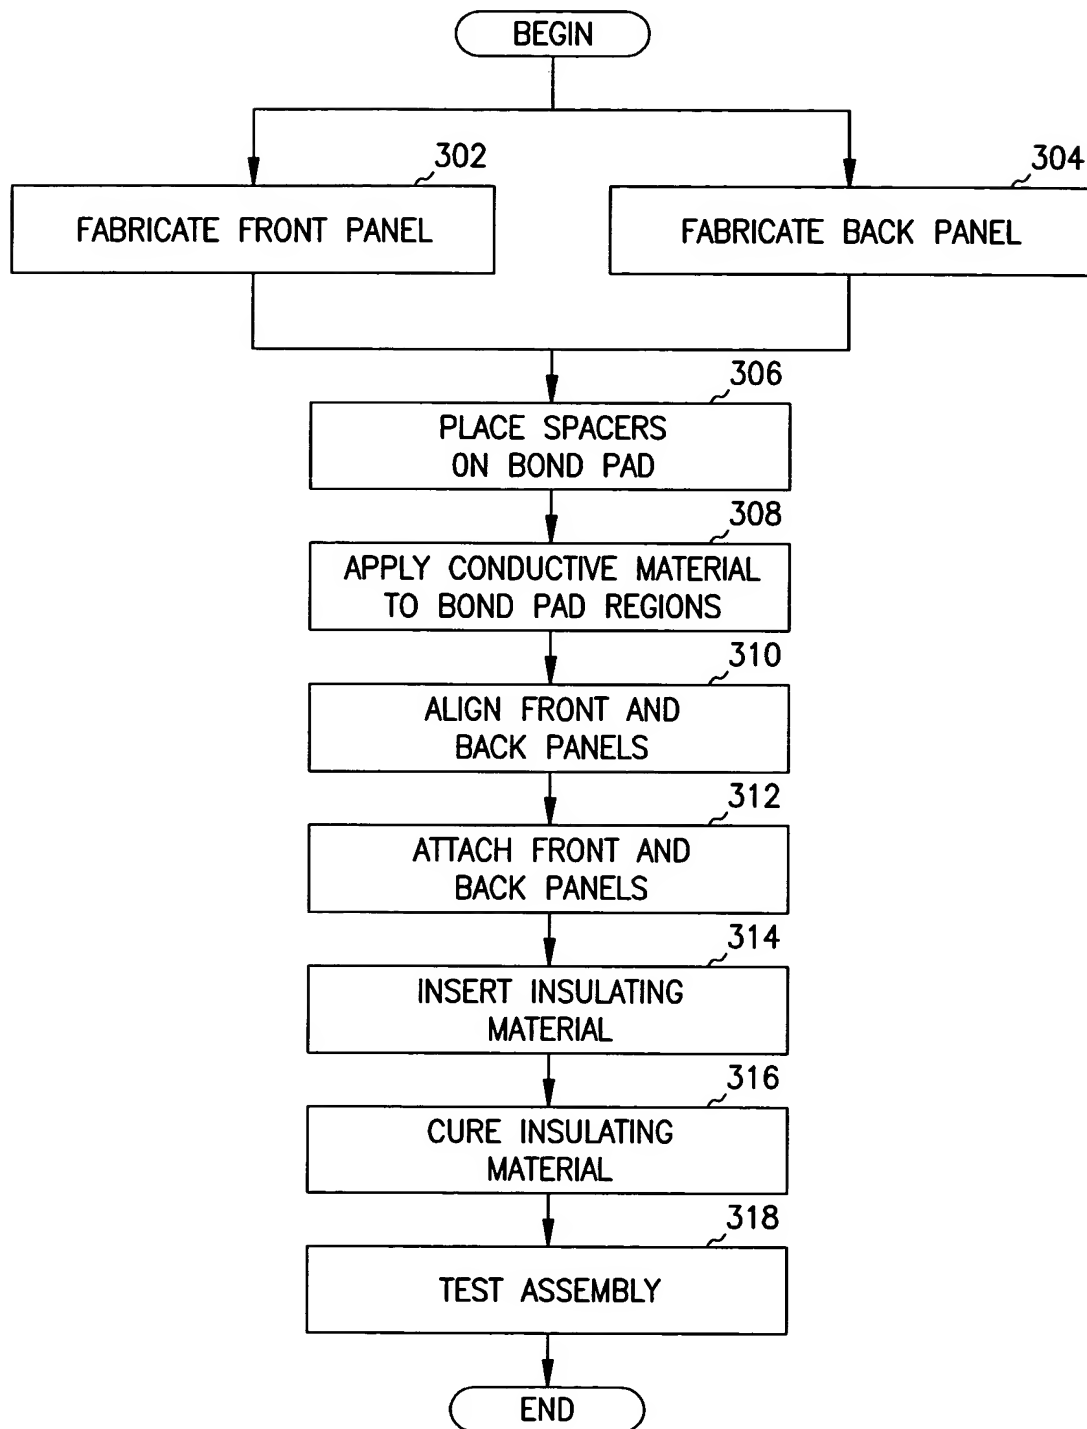 BEGIN
302
304
FABRICATE FRONT PANEL
FABRICATE BACK PANEL
306
PLACE SPACERS
ON BOND PAD
308
APPLY CONDUCTIVE MATERIAL
TO BOND PAD REGIONS
310
ALIGN FRONT AND
BACK PANELS
312
ATTACH FRONT AND
BACK PANELS
314
INSERT INSULATING
MATERIAL
316
CURE INSULATING
MATERIAL
318
TEST ASSEMBLY
END